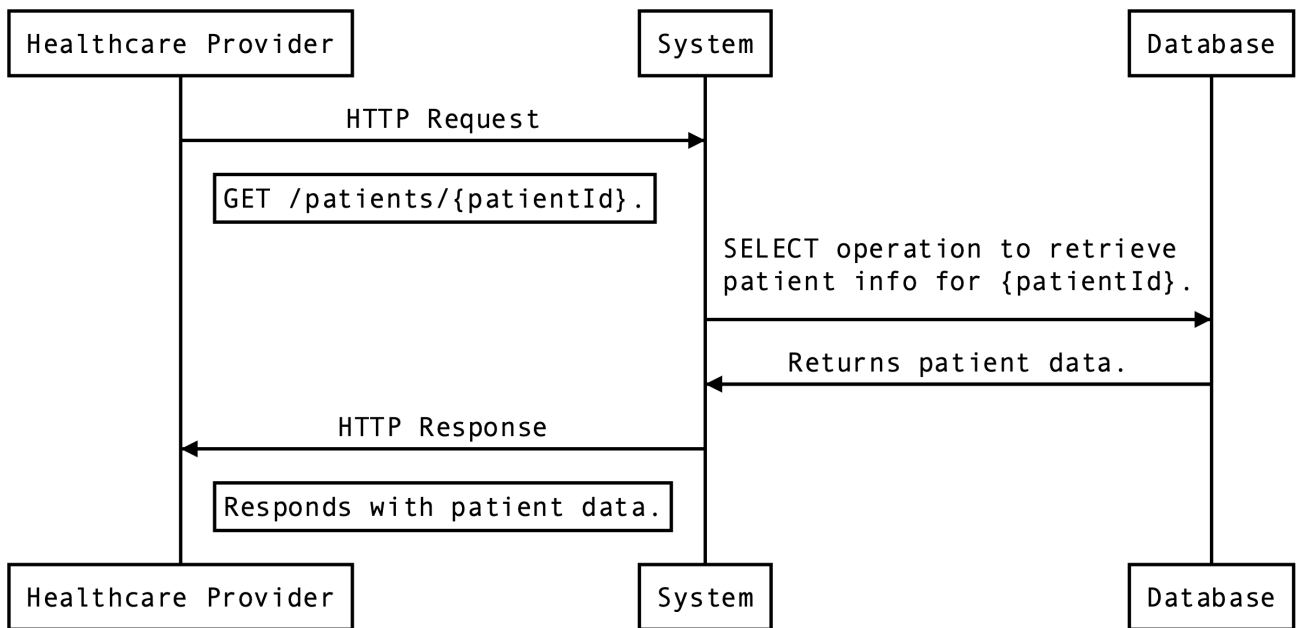 Healthcare Provider
System
Database
HTTP Request
GET /patients/{patientId}.
SELECT operation to retrieve
patient info for {patientId}.
Returns patient data.
HTTP Response
Responds with patient data.
Healthcare Provider
System
Database